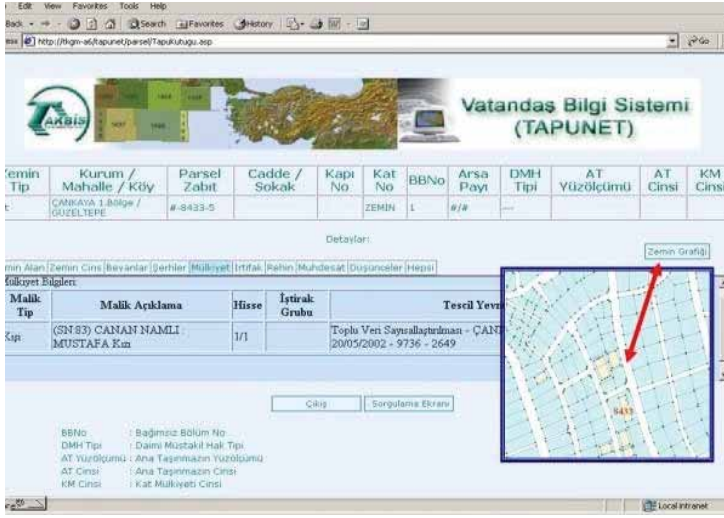 Edit View Favorites Tools Help
Back Search Favorites History
http://tkgm-a6/tapunet/parsel/TapuKutugu.asp Go
TAKBİS
Vatandaş Bilgi Sistemi
(TAPUNET)
Zemin Tip Kurum / Mahalle / Köy Parsel Zabıt Cadde / Sokak Kapı No Kat No BBNo Arsa Payı DMH Tipi AT Yüzölçümü AT Cinsi KM Cinsi
ÇANKAYA 1.Bölge / GÜZELTEPE #-8433-5 ZEMİN 1 #/# ---
Detaylar:
Zemin Grafiği
Zemin Alan Zemin Cins Beyanlar Şerhler Mülkiyet İrtifak Rehin Muhdesat Düşünceler Hepsi
Mülkiyet Bilgileri
Malik Tip Malik Açıklama Hisse İştirak Grubu Tescil Yevm
Kişi (SN:83) CANAN NAMLI : MUSTAFA Kızı 1/1 Toplu Veri Sayısallaştırılması - ÇAN
20/05/2002 - 9736 - 2649
8433
Çıkış Sorgulama Ekranı
BBNo : Bağımsız Bölüm No
DMH Tipi : Daimi Müstakil Hak Tipi
AT Yüzölçümü : Ana Taşınmazın Yüzölçümü
AT Cinsi : Ana Taşınmazın Cinsi
KM Cinsi : Kat Mülkiyeti Cinsi
Local intranet